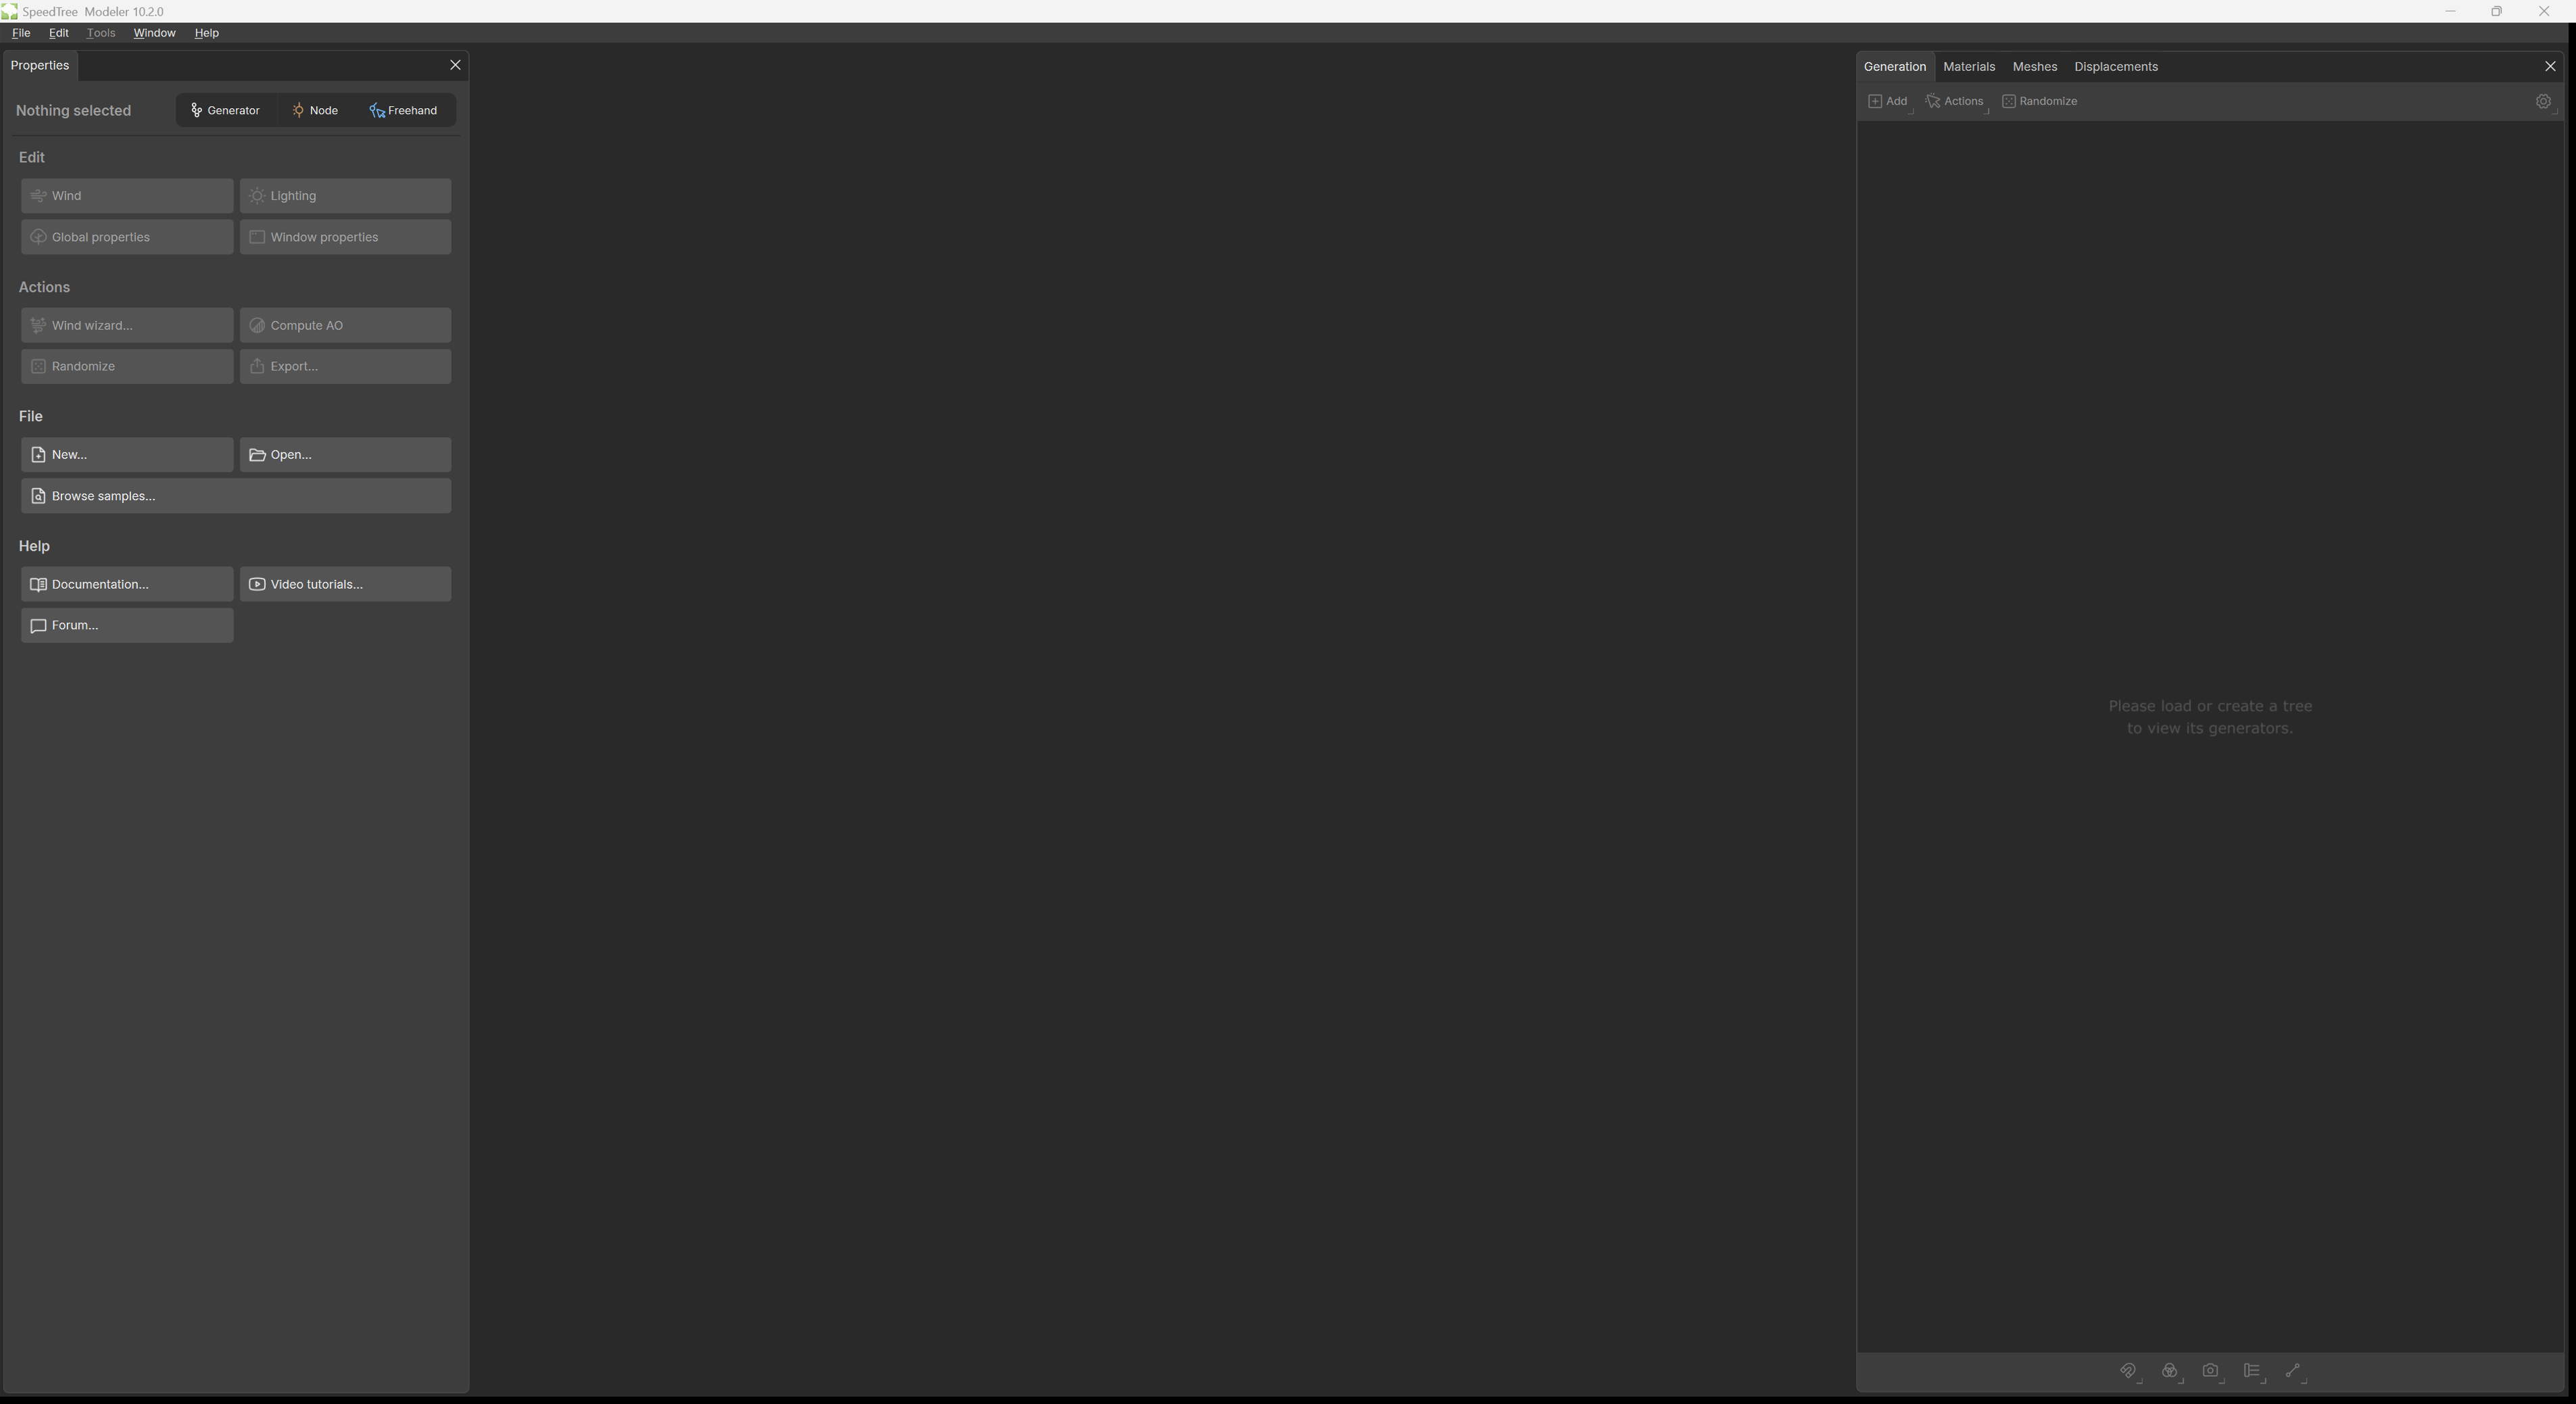 SpeedTree Modeler 10.2.0
File Edit Tools Window Help
Properties
Nothing selected Generator Node Freehand
Edit
Wind Lighting
Global properties Window properties
Actions
Wind wizard... Compute AO
Randomize Export...
File
New... Open...
Browse samples...
Help
Documentation... Video tutorials...
Forum...
Generation Materials Meshes Displacements
Add Actions Randomize
Please load or create a tree
to view its generators.